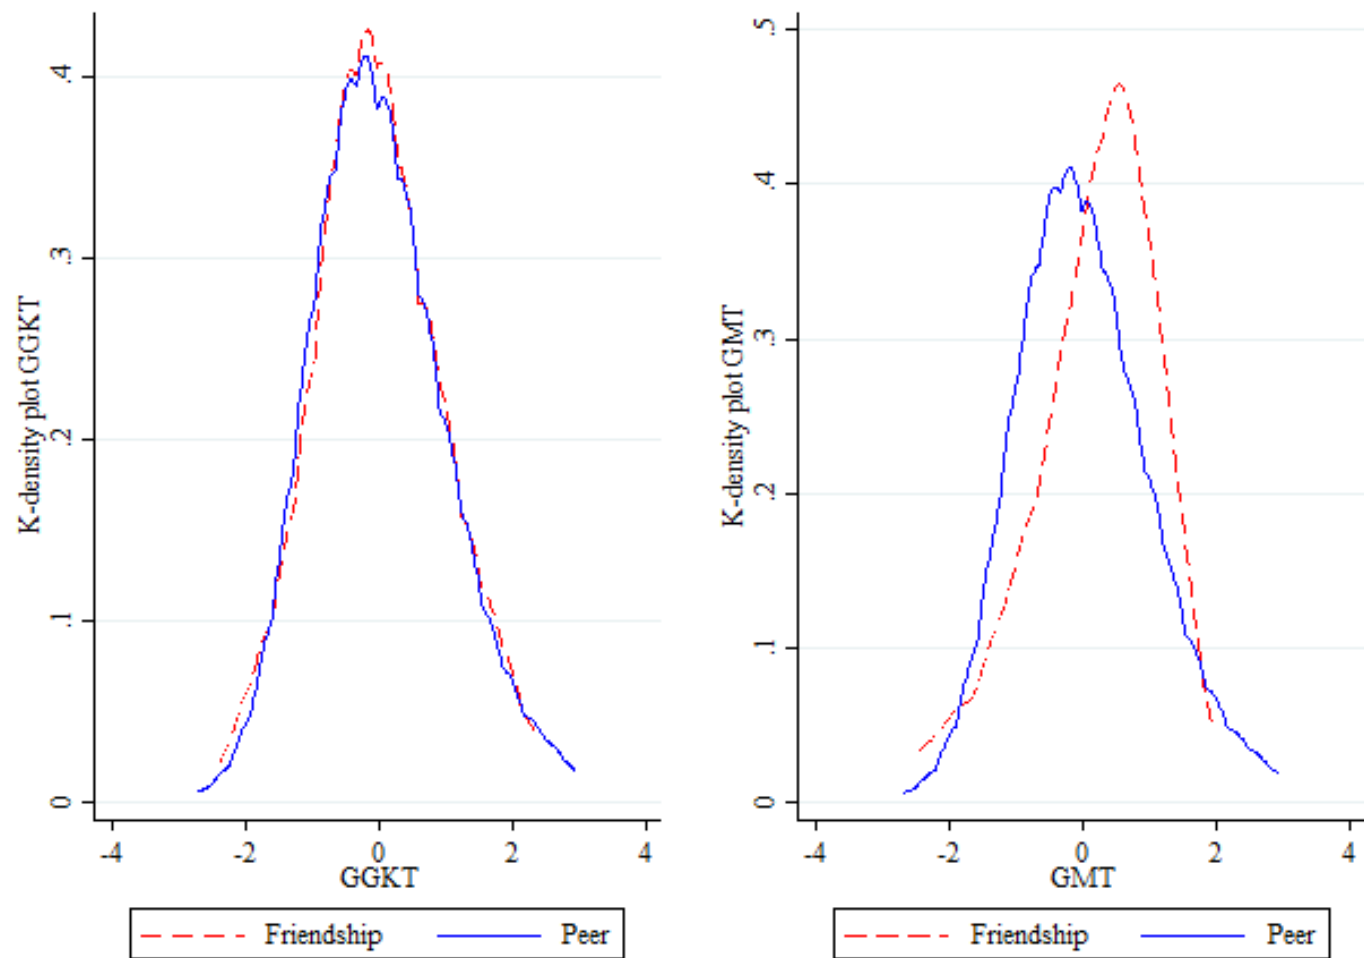 K-density plot GGKT
.4
.3
.2
.1
0
-4 -2 0 2 4
GGKT
Friendship Peer
K-density plot GMT
.5
.4
.3
.2
.1
0
-4 -2 0 2 4
GMT
Friendship Peer